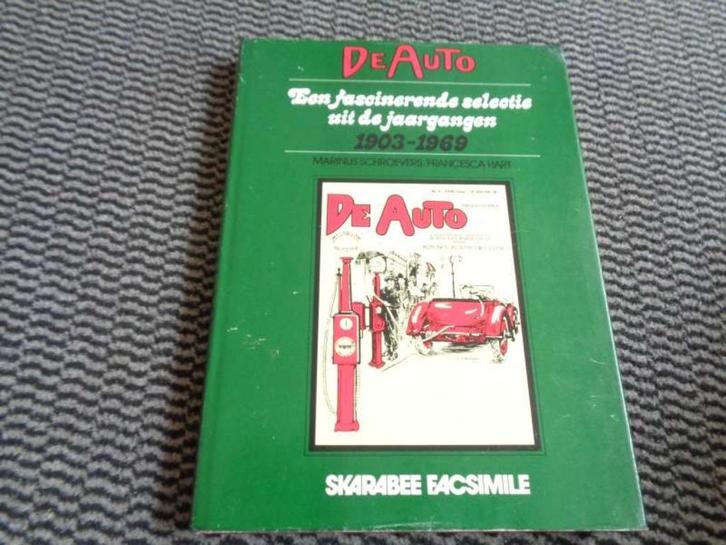 De Auto
Een fascinerende selectie
uit de jaargangen
1903-1969
MARINUS SCHROEVERS/FRANCESCA HART
De Auto
SKARABEE FACSIMILE